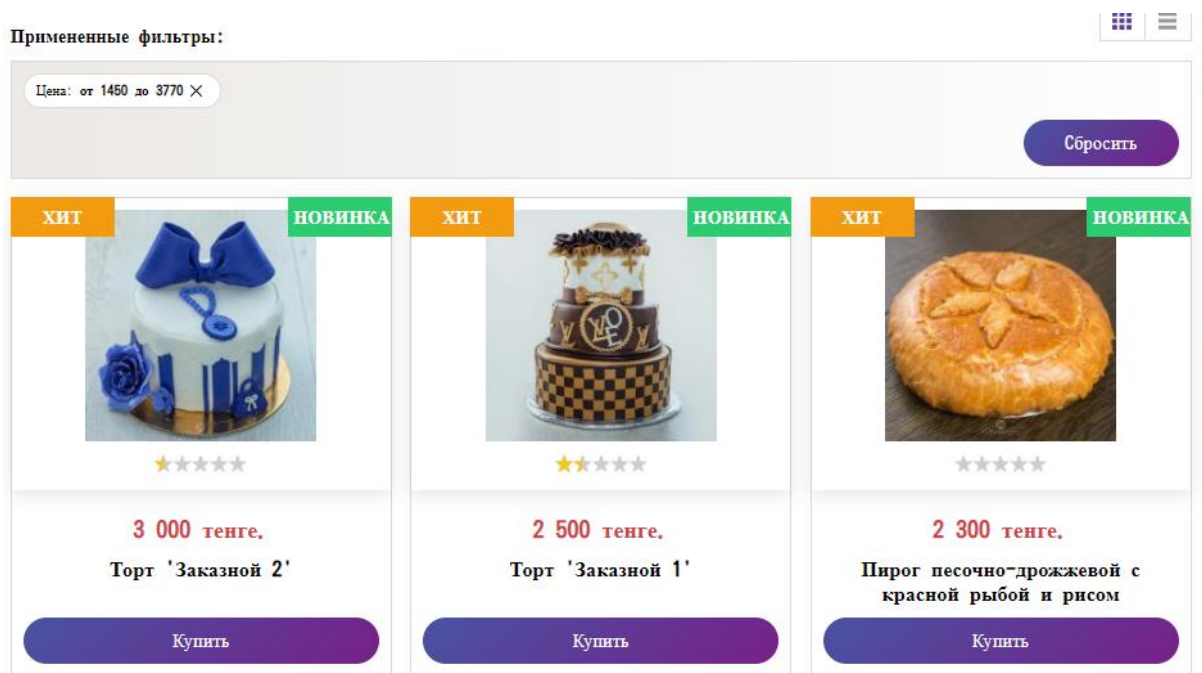 Примененные фильтры:
Цена: от 1450 до 3770
Сбросить
ХИТ НОВИНКА ХИТ НОВИНКА ХИТ НОВИНКА
3 000 тенге. 2 500 тенге. 2 300 тенге.
Торт 'Заказной 2' Торт 'Заказной 1' Пирог песочно-дрожжевой с
красной рыбой и рисом
Купить Купить Купить